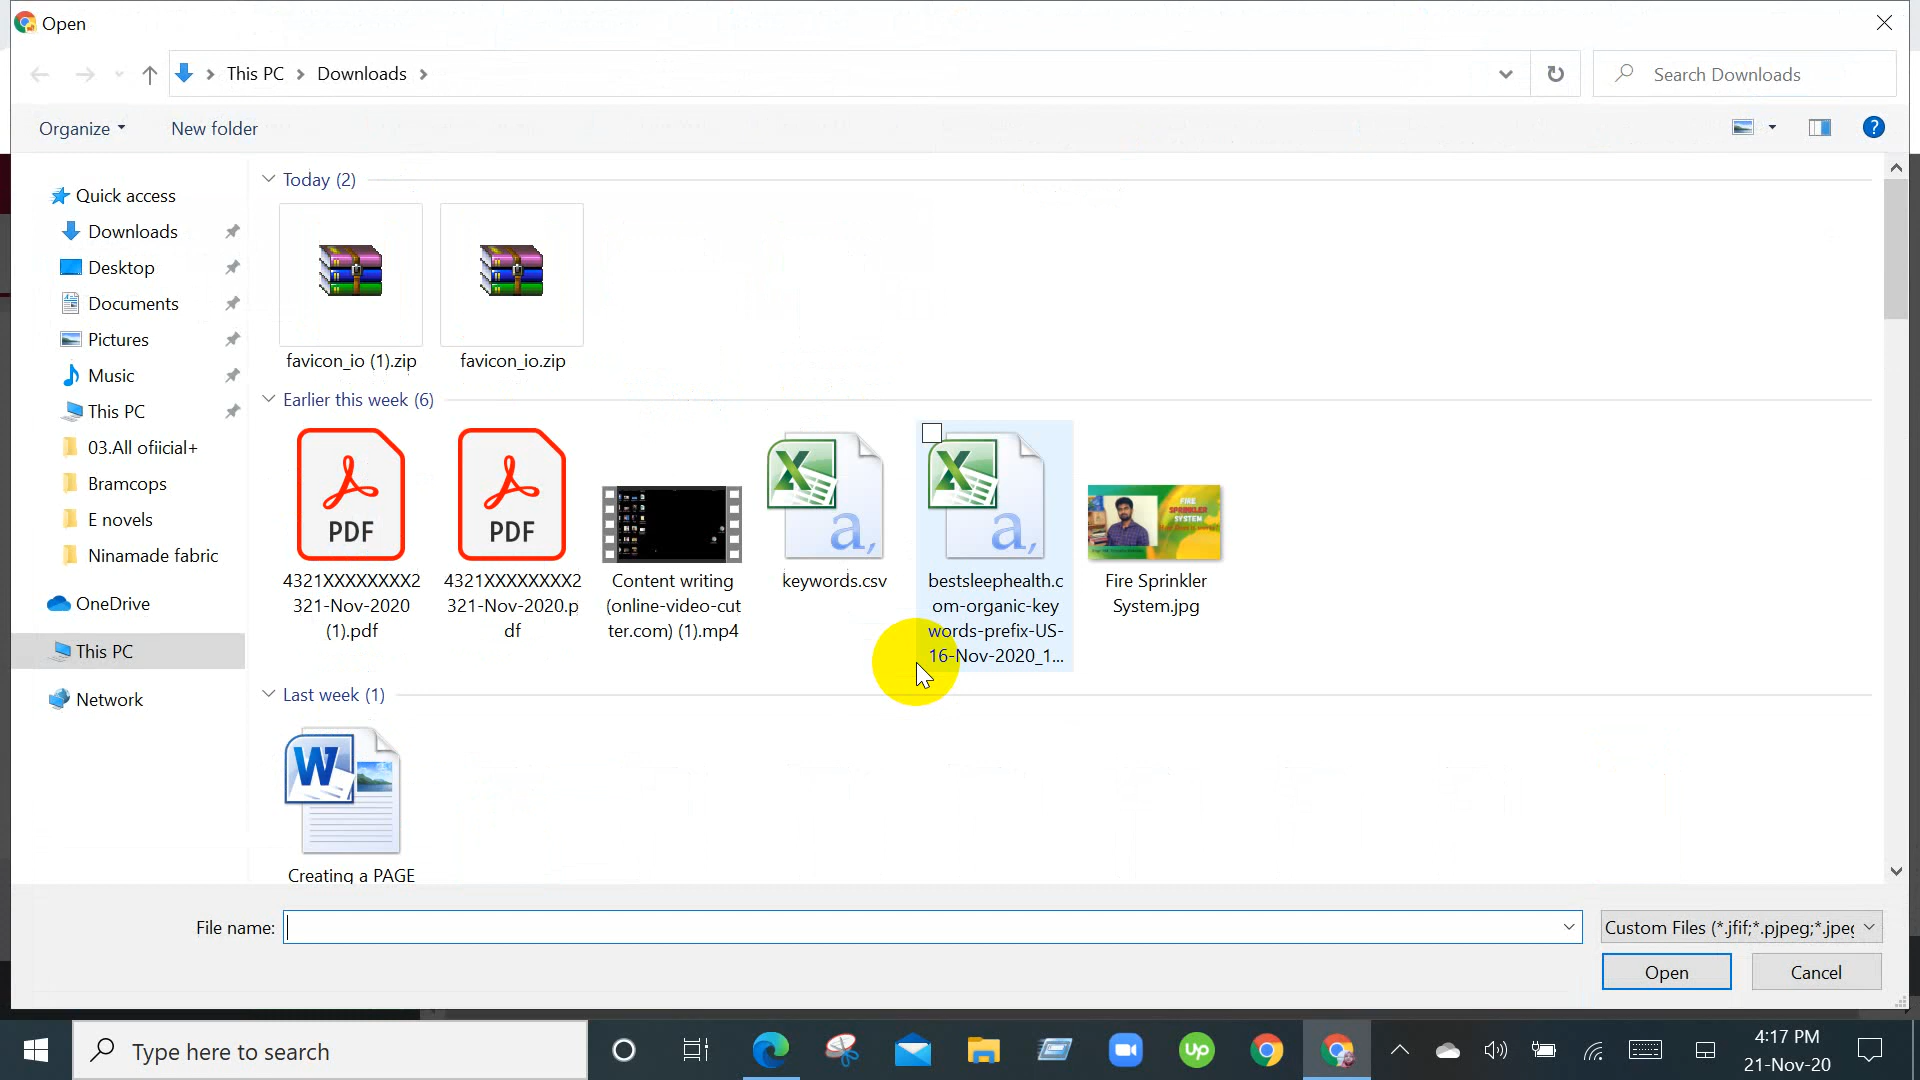 Open
This PC
Downloads
Search Downloads
Organize
New folder
Quick access
Downloads
Desktop
Documents
Pictures
Music
This PC
03.All ofiicial+
Bramcops
E novels
Ninamade fabric
OneDrive
This PC
Network
Today (2)
favicon_io (1).zip
favicon_io.zip
Earlier this week (6)
PDF
4321XXXXXXXX2
321-Nov-2020
(1).pdf
PDF
4321XXXXXXXX2
321-Nov-2020.p
df
Content writing
(online-video-cut
ter.com) (1).mp4
keywords.csv
bestsleephealth.c
om-organic-key
words-prefix-US-
16-Nov-2020_1...
FIRE
SPRINKLER
SYSTEM
Fire Sprinkler
System.jpg
Last week (1)
W
Creating a PAGE
File name:
Custom Files (*.jfif;*.pjpeg;*.jpeg
Open
Cancel
Type here to search
up
4:17 PM
21-Nov-20